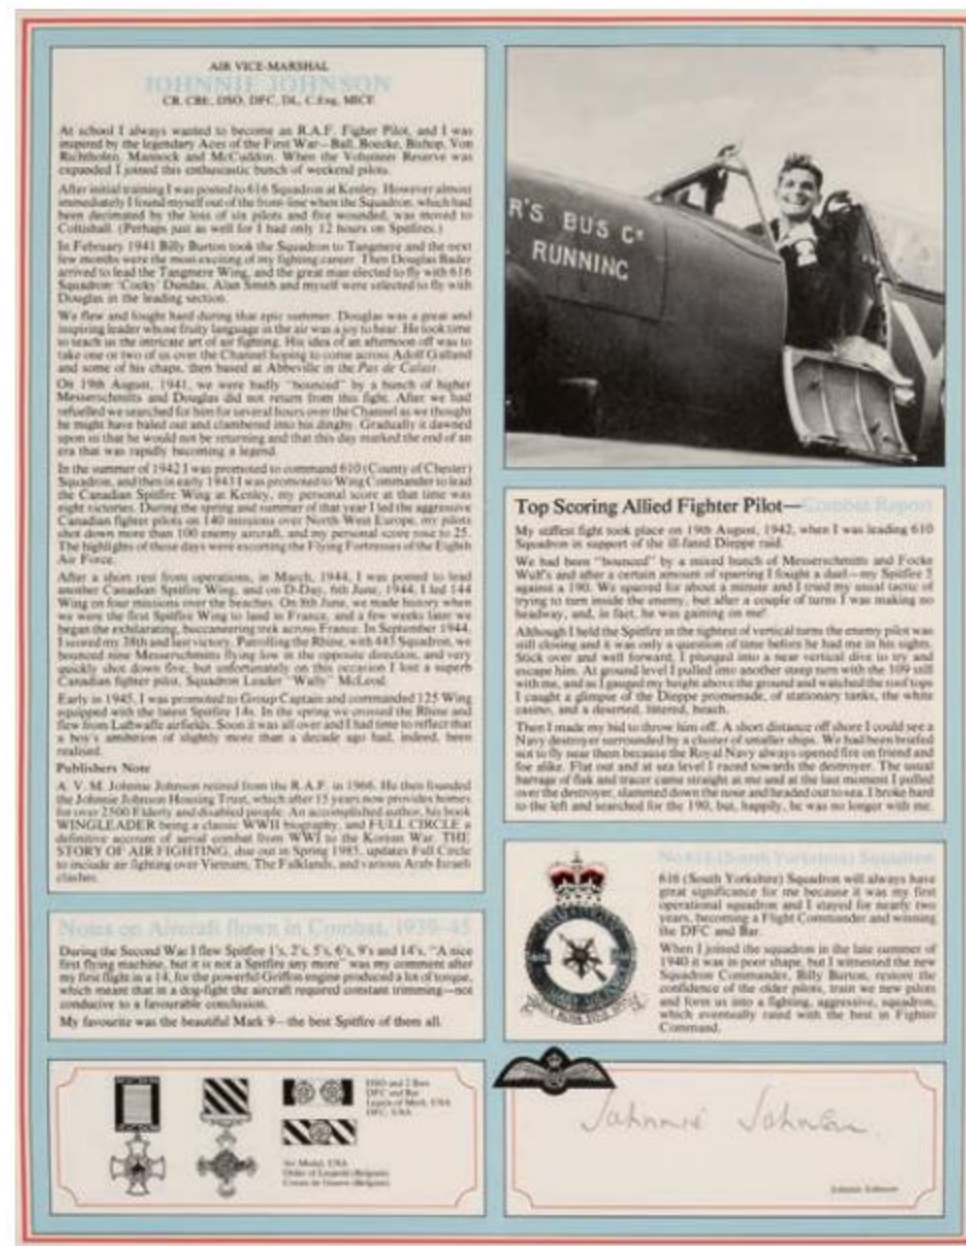 AIR VICE-MARSHAL
JOHNNIE JOHNSON
CB, CBE, DSO, DFC, DL, C.Eng, MICE
At school I always wanted to become an R.A.F. Figher Pilot, and I was
inspired by the legendary Aces of the First War—Ball, Boecke, Bishop, Von
Richthofen, Mannock and McCuddon. When the Volunteer Reserve was
expanded I joined this enthusiastic bunch of weekend pilots.
After initial training I was posted to 616 Squadron at Kenley. However almost
immediately I found myself out of the front-line when the Squadron, which had
been decimated by the loss of six pilots and five wounded, was moved to
Coltishall. (Perhaps just as well for I had only 12 hours on Spitfires.)
In February 1941 Billy Burton took the Squadron to Tangmere and the next
few months were the most exciting of my fighting career. Then Douglas Bader
arrived to lead the Tangmere Wing, and the great man elected to fly with 616
Squadron: 'Cocky' Dundas, Alan Smith and myself were selected to fly with
Douglas in the leading section.
We flew and fought hard during that epic summer. Douglas was a great and
inspiring leader whose fruity language in the air was a joy to hear. He took time
to teach us the intricate art of air fighting. His idea of an afternoon off was to
take one or two of us over the Channel hoping to come across Adolf Galland
and some of his chaps, then based at Abbeville in the Pas de Calais.
On 19th August, 1941, we were badly "bounced" by a bunch of higher
Messerschmitts and Douglas did not return from this fight. After we had
refuelled we searched for him for several hours over the Channel as we thought
he might have baled out and clambered into his dinghy. Gradually it dawned
upon us that he would not be returning and that this day marked the end of an
era that was rapidly becoming a legend.
In the summer of 1942 I was promoted to command 610 (County of Chester)
Squadron, and then in early 1943 I was promoted to Wing Commander to lead
the Canadian Spitfire Wing at Kenley, my personal score at that time was
eight victories. During the spring and summer of that year I led the aggressive
Canadian fighter pilots on 140 missions over North West Europe, my pilots
shot down more than 100 enemy aircraft, and my personal score rose to 25.
The highlights of those days were escorting the Flying Fortresses of the Eighth
Air Force.
After a short rest from operations, in March, 1944, I was posted to lead
another Canadian Spitfire Wing, and on D-Day, 6th June, 1944, I led 144
Wing on four missions over the beaches. On 8th June, we made history when
we were the first Spitfire Wing to land in France, and a few weeks later we
began the exhilarating, buccaneering trek across France. In September 1944,
I scored my 38th and last victory. Patrolling the Rhine, with 443 Squadron, we
bounced nine Messerschmitts flying low in the opposite direction, and very
quickly shot down five, but unfortunately on this occasion I lost a superb
Canadian fighter pilot, Squadron Leader "Wally" McLeod.
Early in 1945, I was promoted to Group Captain and commanded 125 Wing
equipped with the latest Spitfire 14s. In the spring we crossed the Rhine and
flew from Luftwaffe airfields. Soon it was all over and I had time to reflect that
a boy's ambition of slightly more than a decade ago had, indeed, been
realised.
Publishers Note
A. V. M. Johnnie Johnson retired from the R.A.F. in 1966. He then founded
the Johnnie Johnson Housing Trust, which after 15 years now provides homes
for over 2500 Elderly and disabled people. An accomplished author, his book
WINGLEADER being a classic WWII biography, and FULL CIRCLE a
definitive account of aerial combat from WWI to the Korean War. THE
STORY OF AIR FIGHTING, due out in Spring 1985, updates Full Circle
to include air fighting over Vietnam, The Falklands, and various Arab Israeli
clashes.
Notes on Aircraft flown in Combat, 1939-45
During the Second War I flew Spitfire 1's, 2's, 5's, 6's, 9's and 14's. "A nice
first flying machine, but it is not a Spitfire any more" was my comment after
my first flight in a 14, for the powerful Griffon engine produced a lot of torque,
which meant that in a dog-fight the aircraft required constant trimming—not
conducive to a favourable conclusion.
My favourite was the beautiful Mark 9—the best Spitfire of them all.
DSO and 2 Bars
DFC and Bar
Legion of Merit, USA
DFC, USA
Air Medal, USA
Order of Leopold (Belgium)
Croix de Guerre (Belgium)
R'S BUS Co
RUNNING
Top Scoring Allied Fighter Pilot—Combat Report
My stiffest fight took place on 19th August, 1942, when I was leading 610
Squadron in support of the ill-fated Dieppe raid.
We had been "bounced" by a mixed bunch of Messerschmitts and Focke
Wulf's and after a certain amount of sparring I fought a duel—my Spitfire 5
against a 190. We sparred for about a minute and I tried my usual tactic of
trying to turn inside the enemy, but after a couple of turns I was making no
headway, and, in fact, he was gaining on me!
Although I held the Spitfire in the tightest of vertical turns the enemy pilot was
still closing and it was only a question of time before he had me in his sights.
Stick over and well forward, I plunged into a near vertical dive to try and
escape him. At ground level I pulled into another steep turn with the 109 still
with me, and as I gauged my height above the ground and watched the roof tops
I caught a glimpse of the Dieppe promenade, of stationary tanks, the white
casino, and a deserted, littered, beach.
Then I made my bid to throw him off. A short distance off shore I could see a
Navy destroyer surrounded by a cluster of smaller ships. We had been briefed
not to fly near them because the Royal Navy always opened fire on friend and
foe alike. Flat out and at sea level I raced towards the destroyer. The usual
barrage of flak and tracer came straight at me and at the last moment I pulled
over the destroyer, slammed down the nose and headed out to sea. I broke hard
to the left and searched for the 190, but, happily, he was no longer with me.
No 616 (South Yorkshire) Squadron
616 (South Yorkshire) Squadron will always have
great significance for me because it was my first
operational squadron and I stayed for nearly two
years, becoming a Flight Commander and winning
the DFC and Bar.
When I joined the squadron in the late summer of
1940 it was in poor shape, but I witnessed the new
Squadron Commander, Billy Burton, restore the
confidence of the older pilots, train we new pilots
and form us into a fighting, aggressive, squadron,
which eventually rated with the best in Fighter
Command.
Johnnie Johnson.
Johnnie Johnson